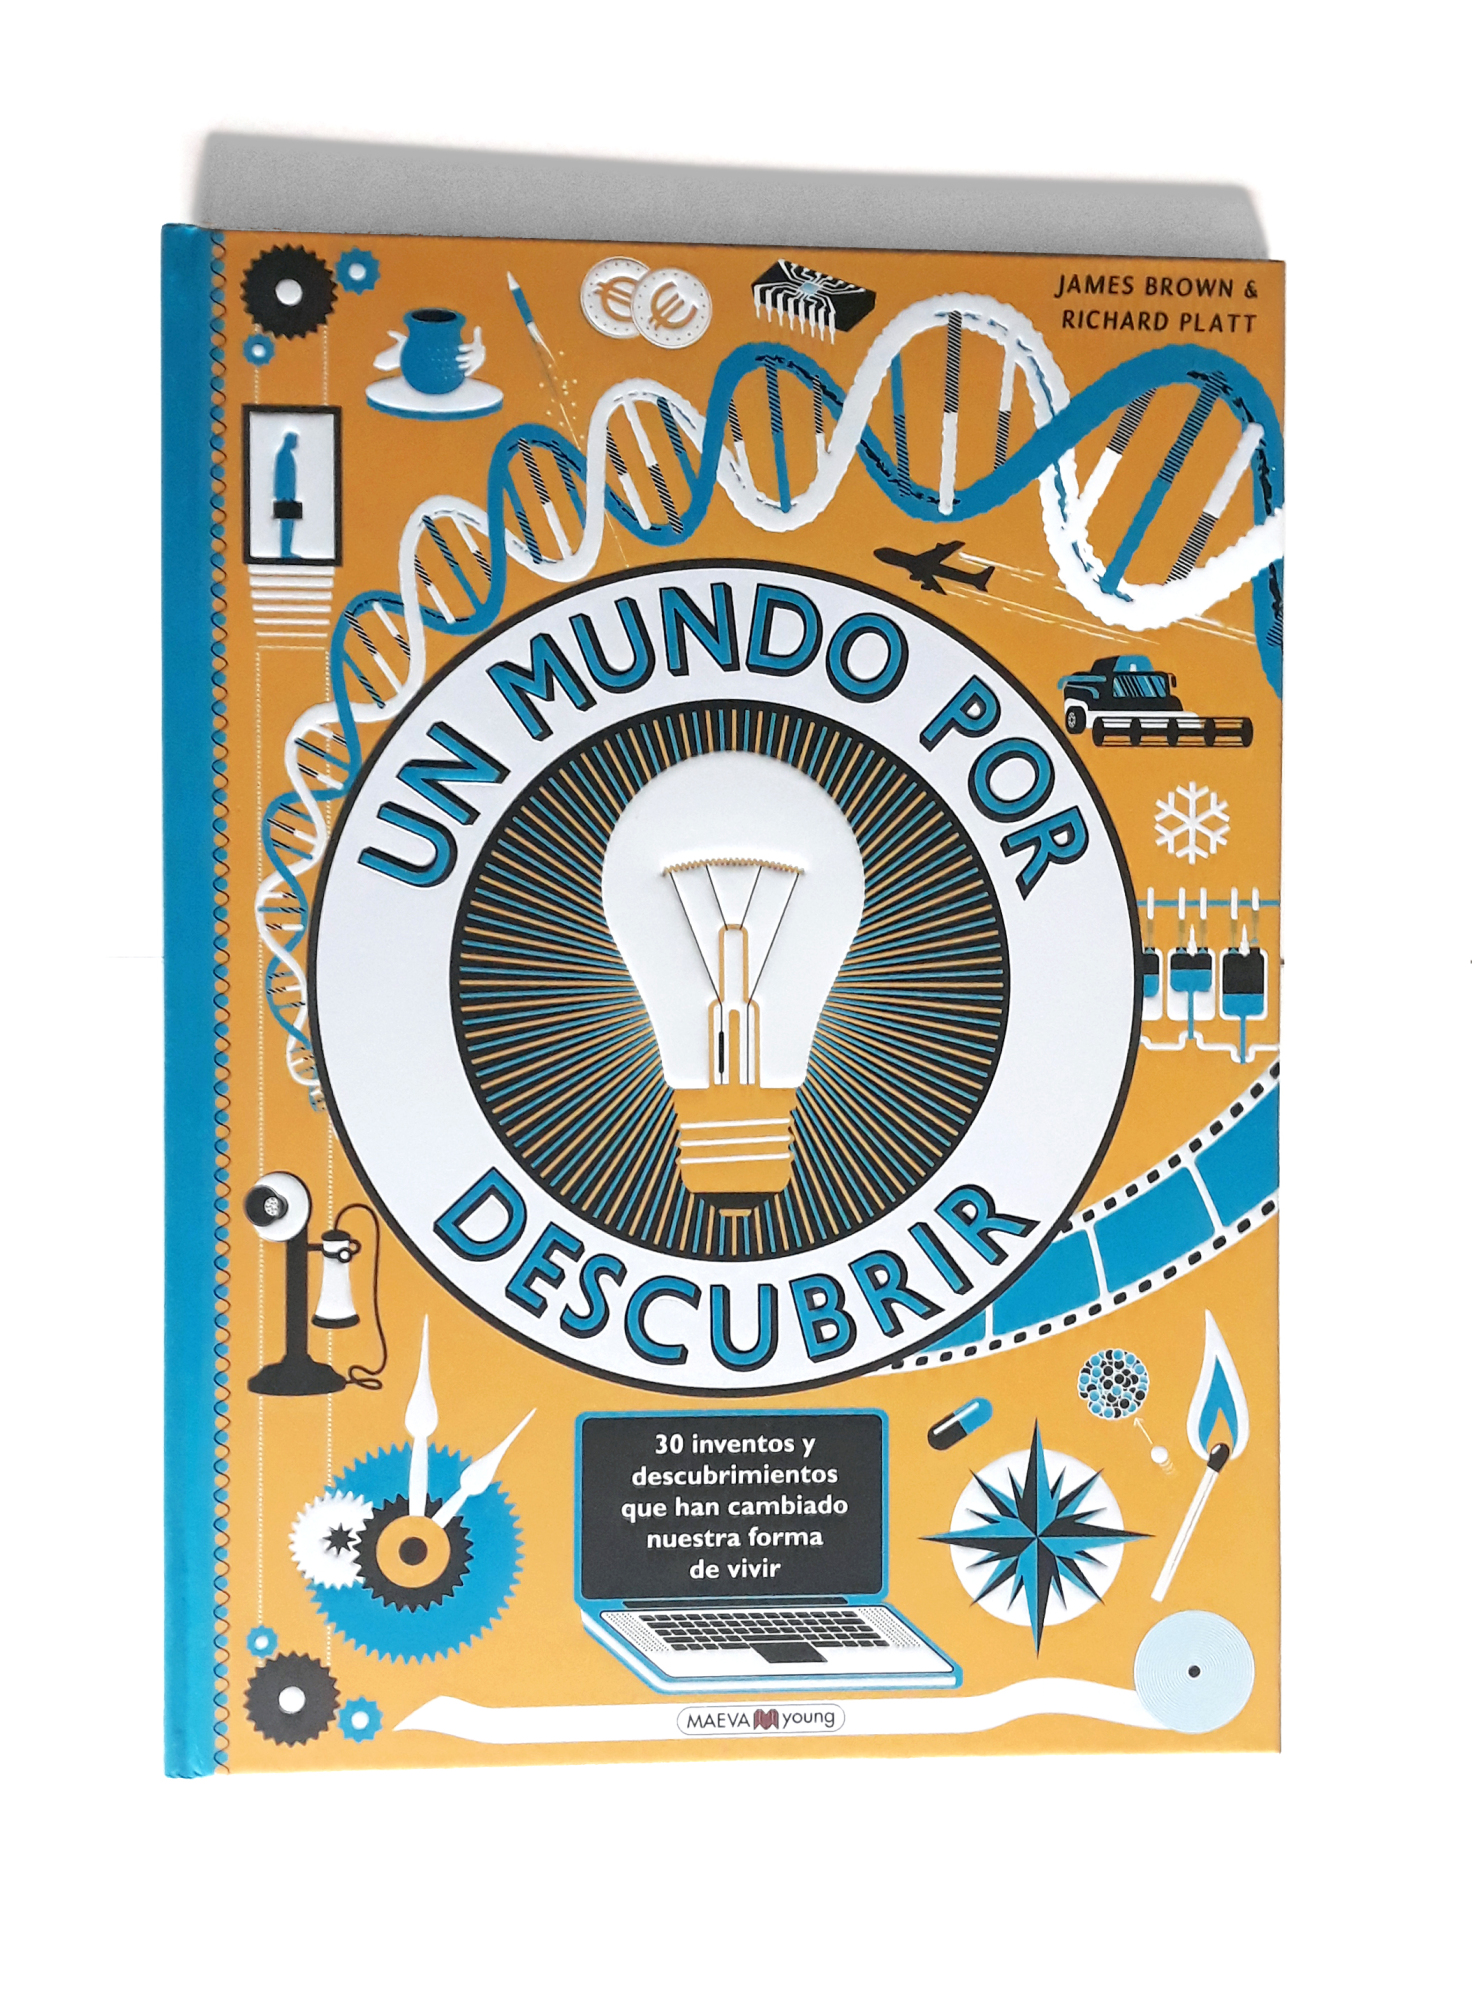 JAMES BROWN &
RICHARD PLATT
UN MUNDO POR
DESCUBRIR
30 inventos y
descubrimientos
que han cambiado
nuestra forma
de vivir
MAEVA young